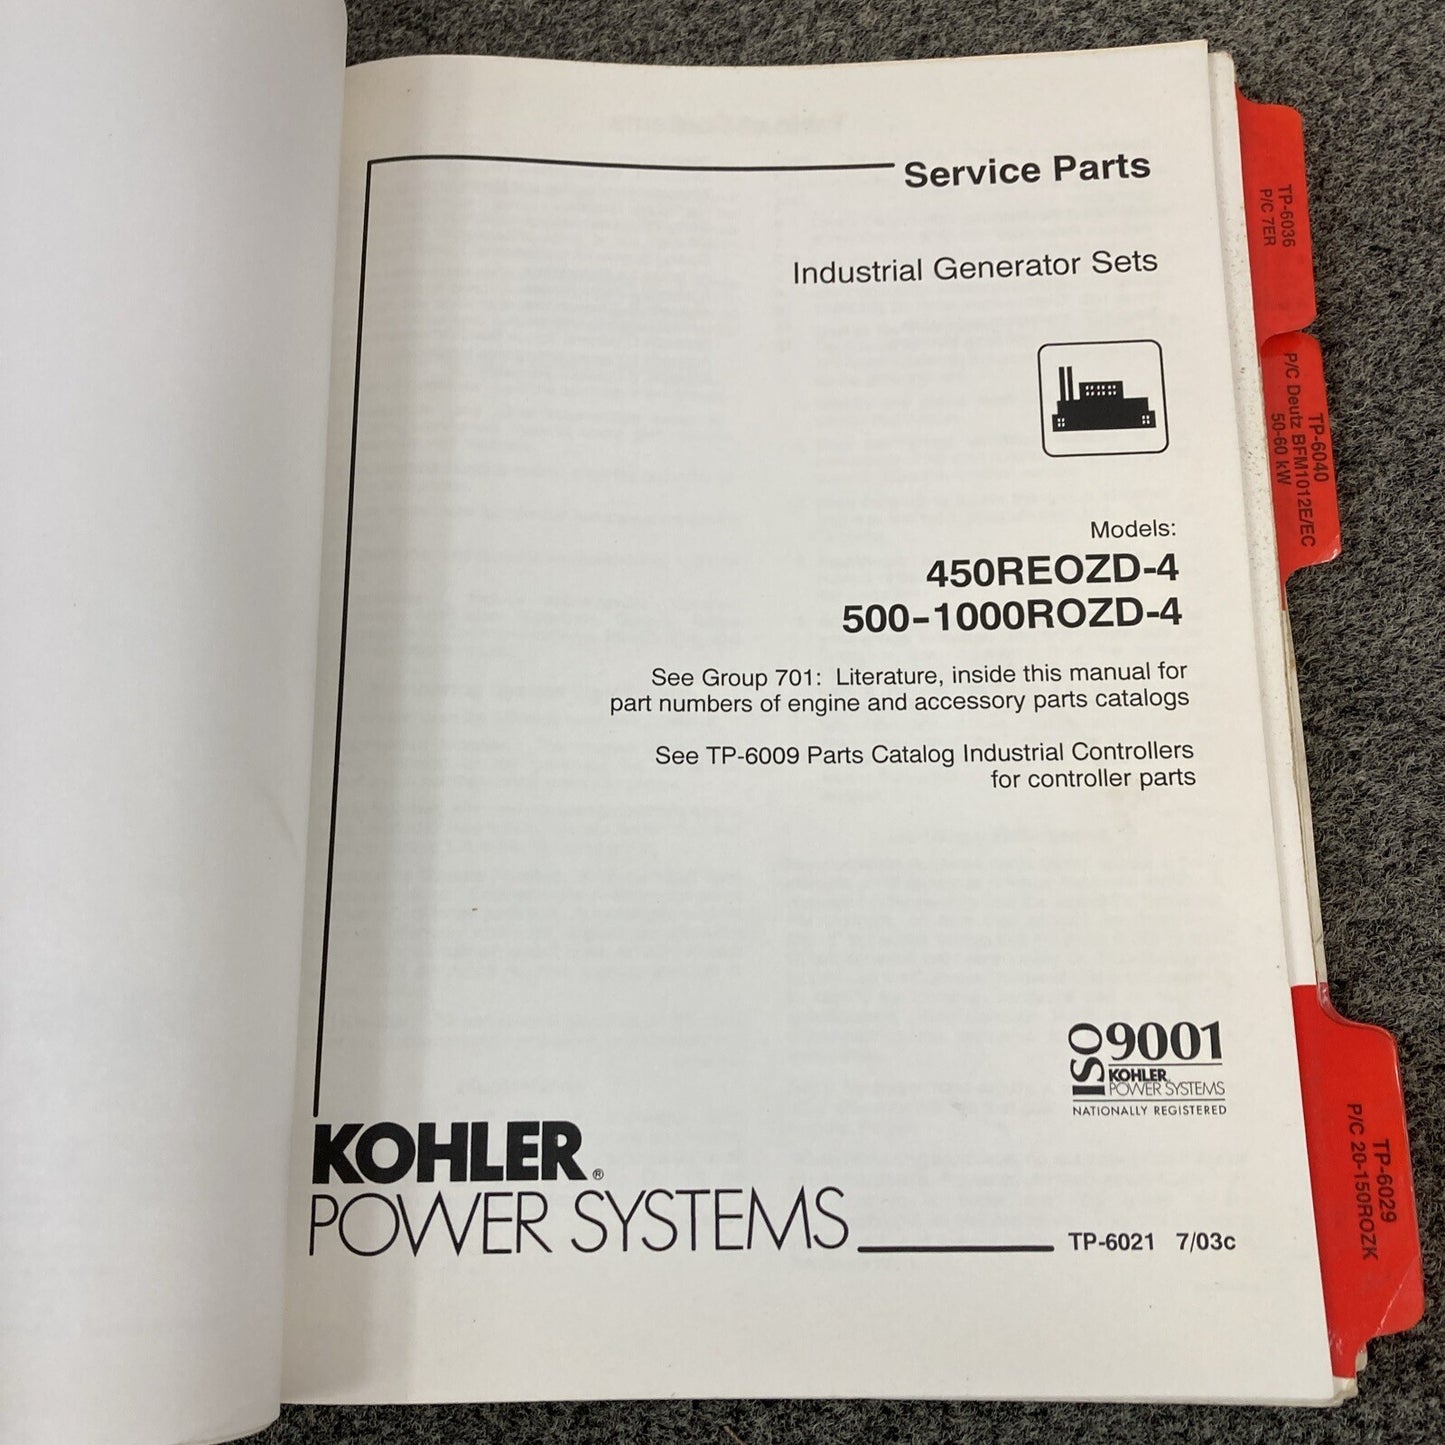 Service Parts
Industrial Generator Sets
Models:
450REOZD-4
500-1000ROZD-4
See Group 701: Literature, inside this manual for
part numbers of engine and accessory parts catalogs
See TP-6009 Parts Catalog Industrial Controllers
for controller parts
ISO 9001
KOHLER
POWER SYSTEMS
NATIONALLY REGISTERED
KOHLER®
POWER SYSTEMS
TP-6021 7/03c
TP-6036
P/C 7ER
TP-6040
P/C Deutz BFM1012E/EC
50-60 kW
TP-6029
P/C 20-150ROZK